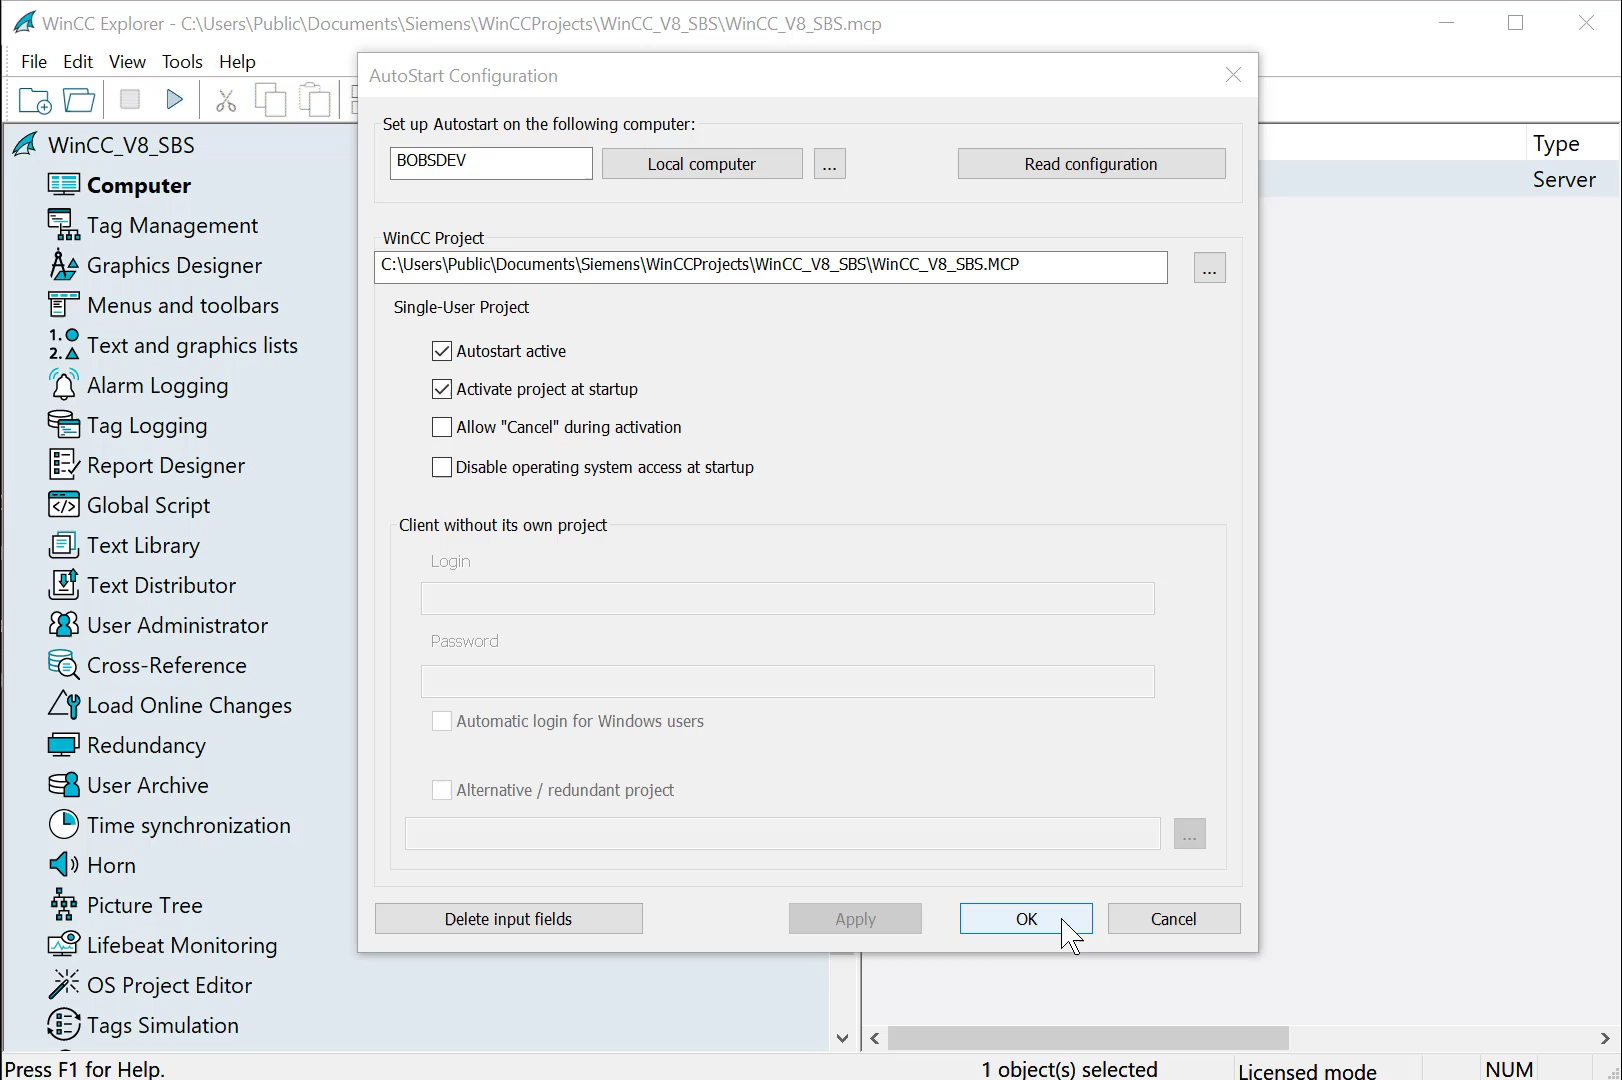 WinCC Explorer - C:\Users\Public\Documents\Siemens\WinCCProjects\WinCC_V8_SBS\WinCC_V8_SBS.mcp
File Edit View Tools Help
WinCC_V8_SBS
Computer
Tag Management
Graphics Designer
Menus and toolbars
Text and graphics lists
Alarm Logging
Tag Logging
Report Designer
Global Script
Text Library
Text Distributor
User Administrator
Cross-Reference
Load Online Changes
Redundancy
User Archive
Time synchronization
Horn
Picture Tree
Lifebeat Monitoring
OS Project Editor
Tags Simulation
AutoStart Configuration
Set up Autostart on the following computer:
BOBSDEV Local computer ... Read configuration
WinCC Project
C:\Users\Public\Documents\Siemens\WinCCProjects\WinCC_V8_SBS\WinCC_V8_SBS.MCP ...
Single-User Project
Autostart active
Activate project at startup
Allow "Cancel" during activation
Disable operating system access at startup
Client without its own project
Login
Password
Automatic login for Windows users
Alternative / redundant project
...
Delete input fields Apply OK Cancel
Type
Server
Press F1 for Help. 1 object(s) selected Licensed mode NUM